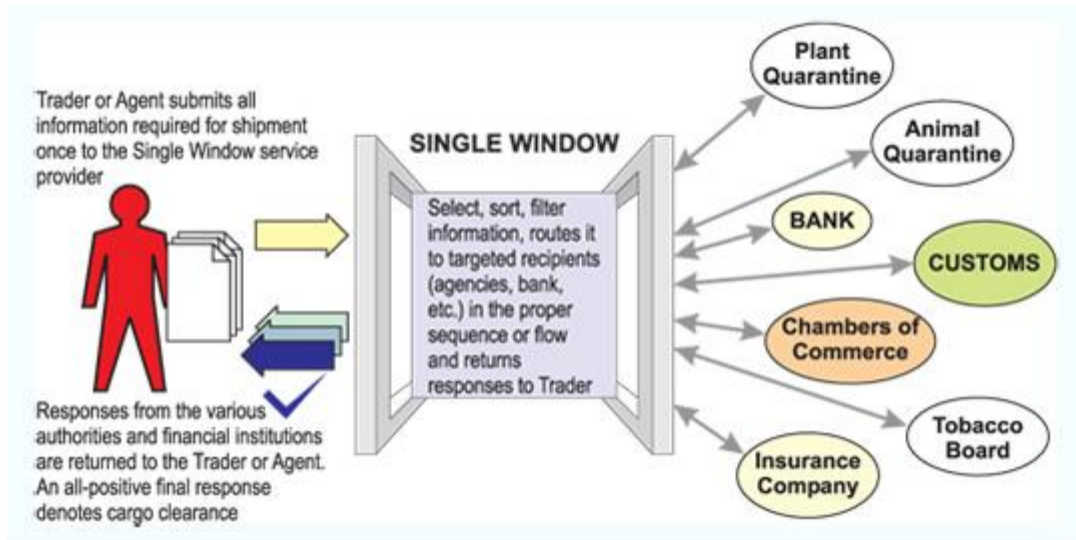 Trader or Agent submits all
information required for shipment
once to the Single Window service
provider
SINGLE WINDOW
Select, sort, filter
information, routes it
to targeted recipients
(agencies, bank,
etc.) in the proper
sequence or flow
and returns
responses to Trader
Responses from the various
authorities and financial institutions
are returned to the Trader or Agent.
An all-positive final response
denotes cargo clearance
Plant
Quarantine
Animal
Quarantine
BANK
CUSTOMS
Chambers of
Commerce
Tobacco
Board
Insurance
Company